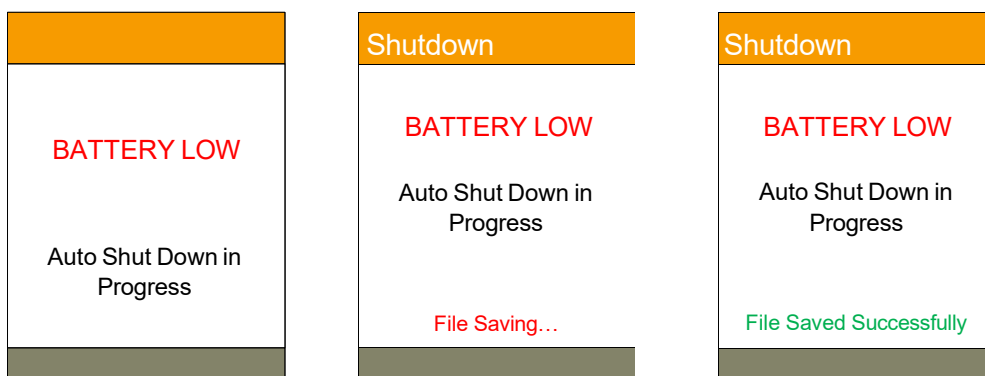 BATTERY LOW
Auto Shut Down in
Progress
Shutdown
BATTERY LOW
Auto Shut Down in
Progress
File Saving…
Shutdown
BATTERY LOW
Auto Shut Down in
Progress
File Saved Successfully